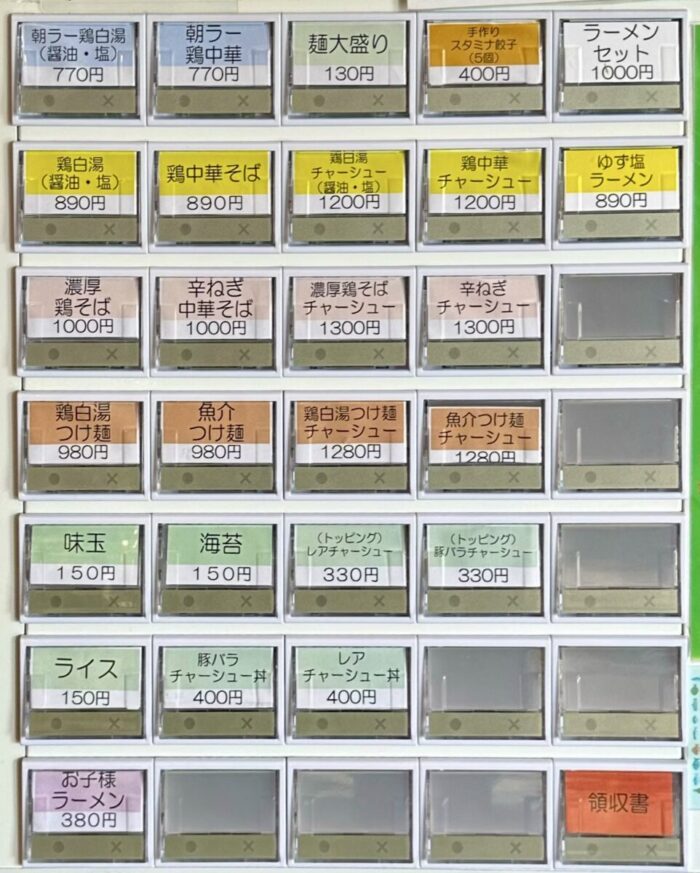 朝ラー鶏白湯
（醤油・塩）
770円
朝ラー
鶏中華
770円
麺大盛り
130円
手作り
スタミナ餃子
（5個）
400円
ラーメン
セット
1000円
鶏白湯
（醤油・塩）
890円
鶏中華そば
890円
鶏白湯
チャーシュー
（醤油・塩）
1200円
鶏中華
チャーシュー
1200円
ゆず塩
ラーメン
890円
濃厚
鶏そば
1000円
辛ねぎ
中華そば
1000円
濃厚鶏そば
チャーシュー
1300円
辛ねぎ
チャーシュー
1300円
鶏白湯
つけ麺
980円
魚介
つけ麺
980円
鶏白湯つけ麺
チャーシュー
1280円
魚介つけ麺
チャーシュー
1280円
味玉
150円
海苔
150円
（トッピング）
レアチャーシュー
330円
（トッピング）
豚バラチャーシュー
330円
ライス
150円
豚バラ
チャーシュー丼
400円
レア
チャーシュー丼
400円
お子様
ラーメン
380円
領収書